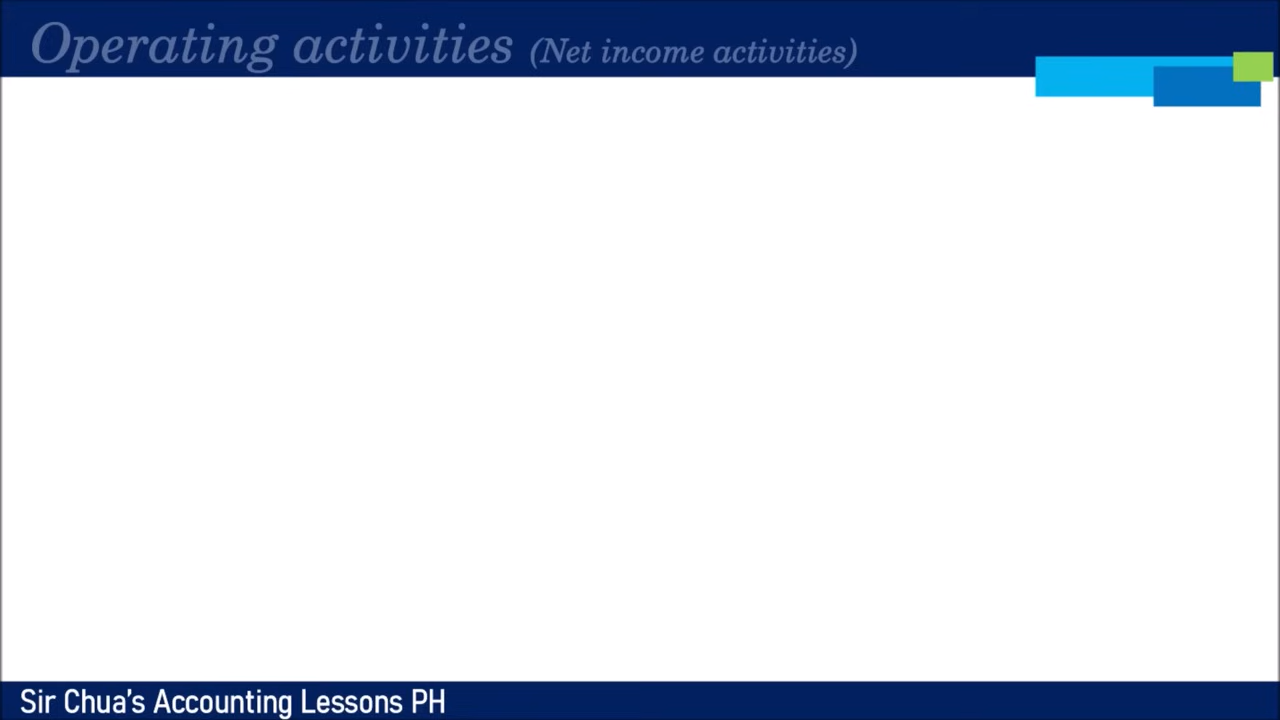 Operating activities (Net income activities)
Sir Chua's Accounting Lessons PH